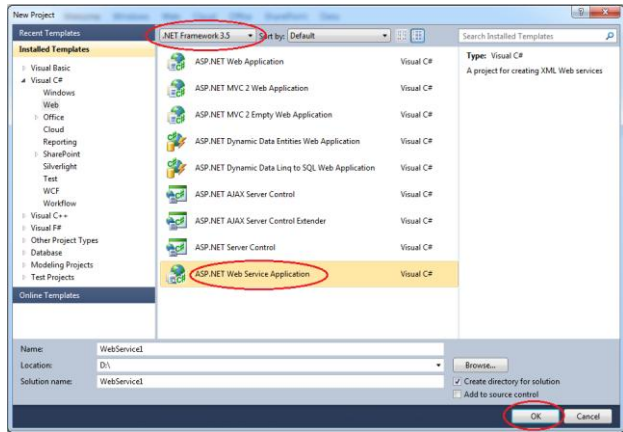 New Project
Recent Templates
.NET Framework 3.5 Sort by: Default
Search Installed Templates
Installed Templates
Visual Basic
Visual C#
Windows
Web
Office
Cloud
Reporting
SharePoint
Silverlight
Test
WCF
Workflow
Visual C++
Visual F#
Other Project Types
Database
Modeling Projects
Test Projects
Online Templates
ASP.NET Web Application Visual C#
ASP.NET MVC 2 Web Application Visual C#
ASP.NET MVC 2 Empty Web Application Visual C#
ASP.NET Dynamic Data Entities Web Application Visual C#
ASP.NET Dynamic Data Linq to SQL Web Application Visual C#
ASP.NET AJAX Server Control Visual C#
ASP.NET AJAX Server Control Extender Visual C#
ASP.NET Server Control Visual C#
ASP.NET Web Service Application Visual C#
Type: Visual C#
A project for creating XML Web services
Name: WebService1
Location: D:\ Browse...
Solution name: WebService1
Create directory for solution
Add to source control
OK Cancel